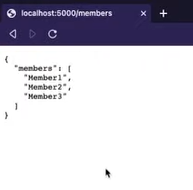 localhost:5000/members
{
"members": [
"Member1",
"Member2",
"Member3"
]
}